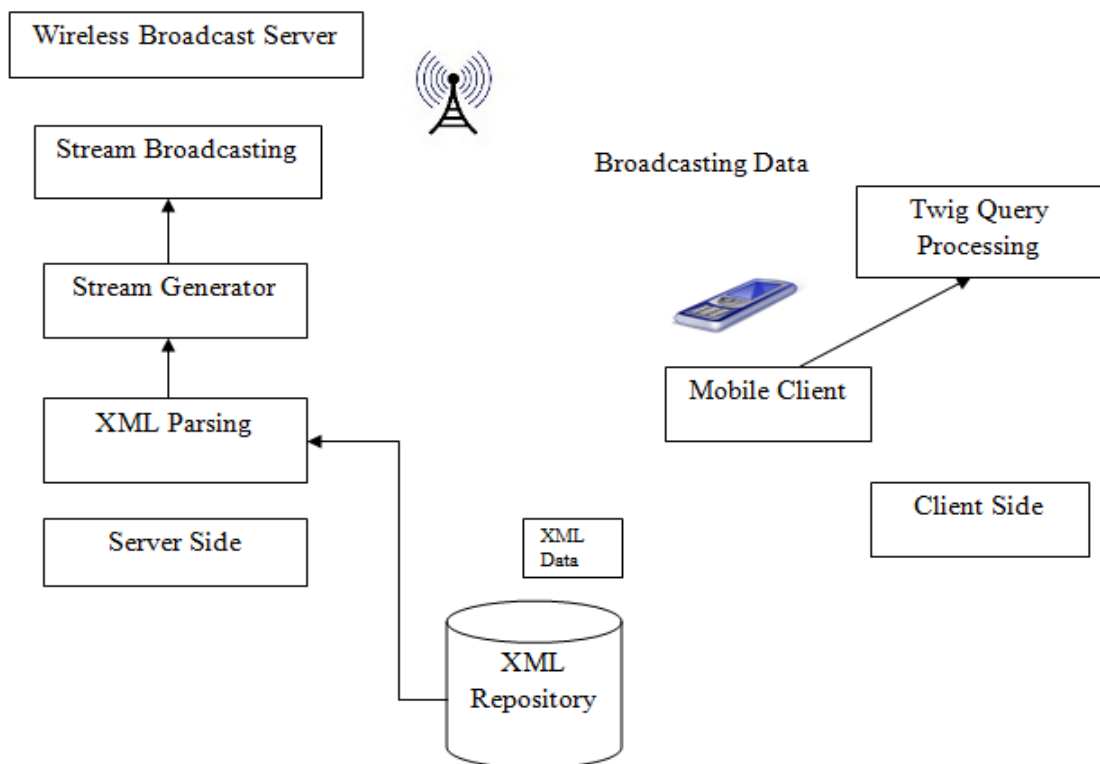 Wireless Broadcast Server
Stream Broadcasting
Broadcasting Data
Twig Query
Processing
Stream Generator
Mobile Client
XML Parsing
Client Side
Server Side
XML
Data
XML
Repository